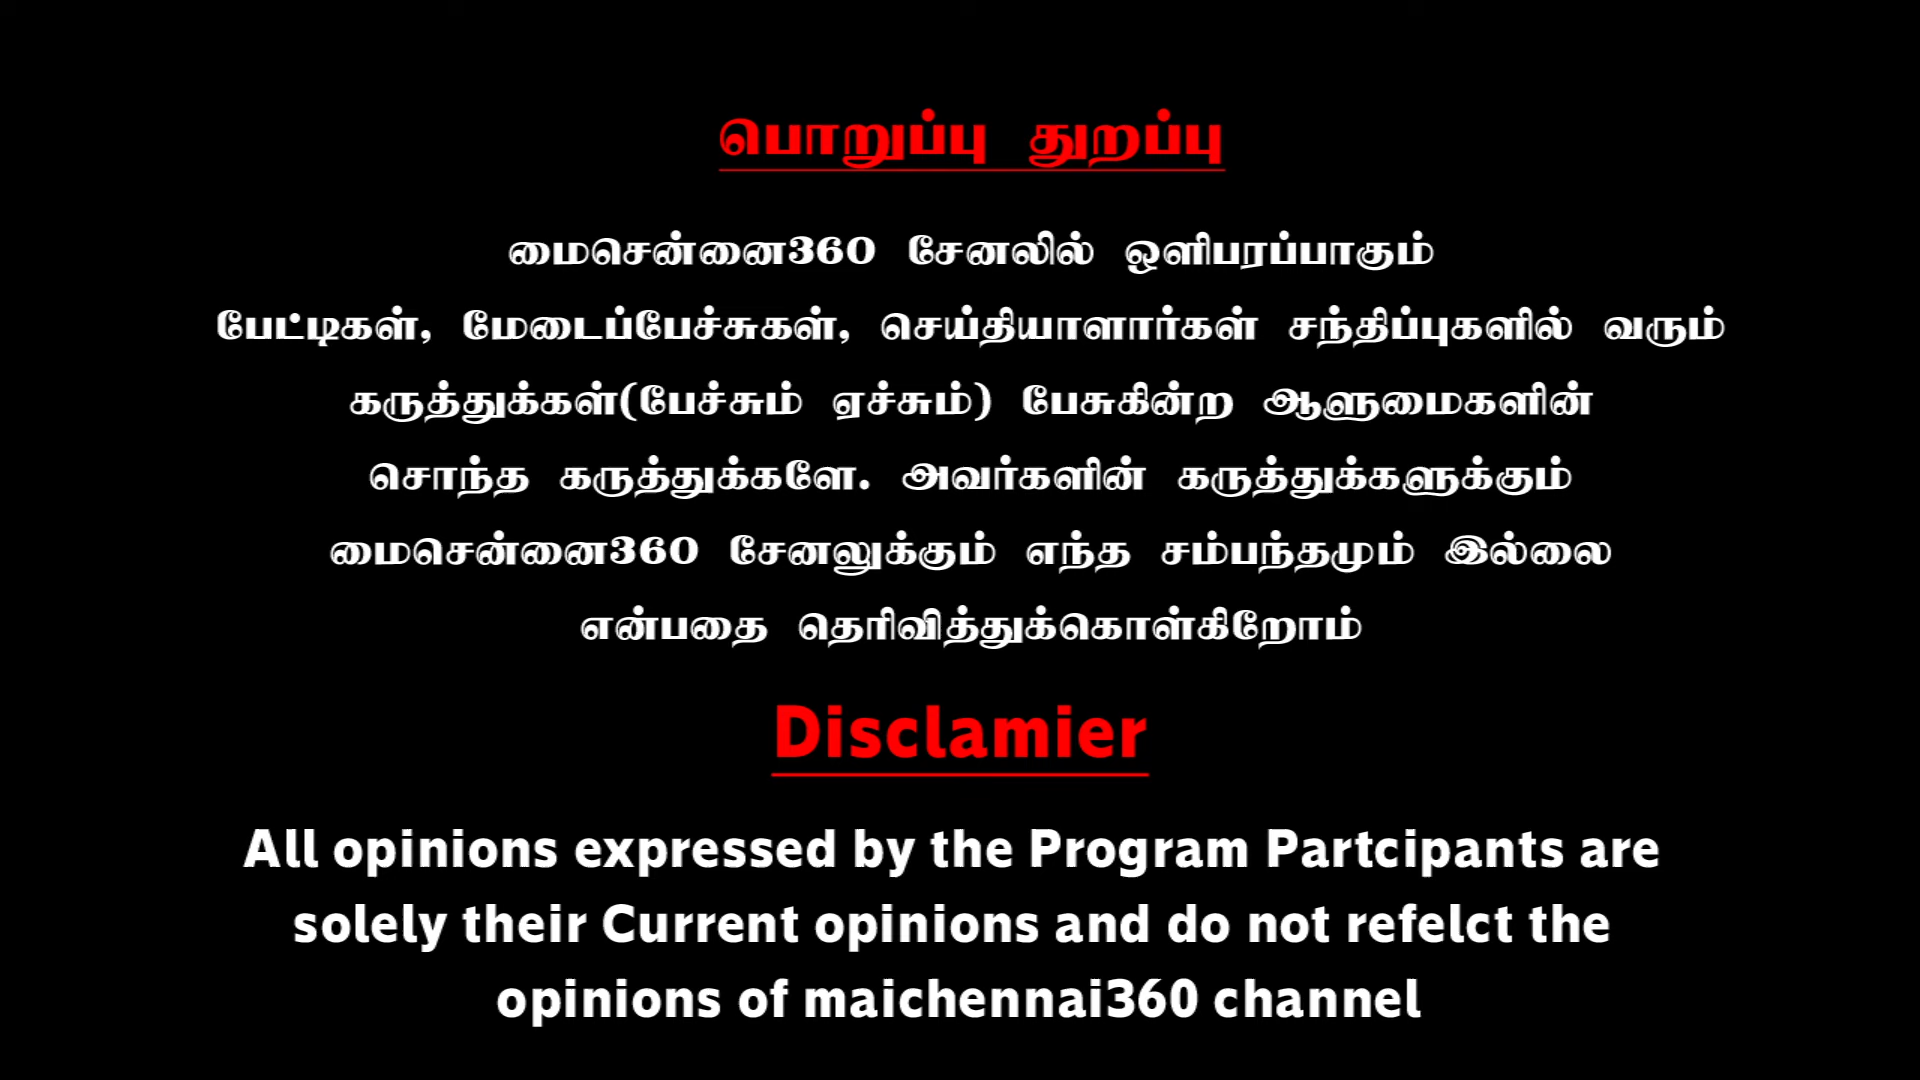 பொறுப்பு துறப்பு
மைசென்னை360 சேனலில் ஒளிபரப்பாகும்
பேட்டிகள், மேடைப்பேச்சுகள், செய்தியாளார்கள் சந்திப்புகளில் வரும்
கருத்துக்கள்(பேச்சும் ஏச்சும்) பேசுகின்ற ஆளுமைகளின்
சொந்த கருத்துக்களே. அவர்களின் கருத்துக்களுக்கும்
மைசென்னை360 சேனலுக்கும் எந்த சம்பந்தமும் இல்லை
என்பதை தெரிவித்துக்கொள்கிறோம்
Disclamier
All opinions expressed by the Program Partcipants are
solely their Current opinions and do not refelct the
opinions of maichennai360 channel